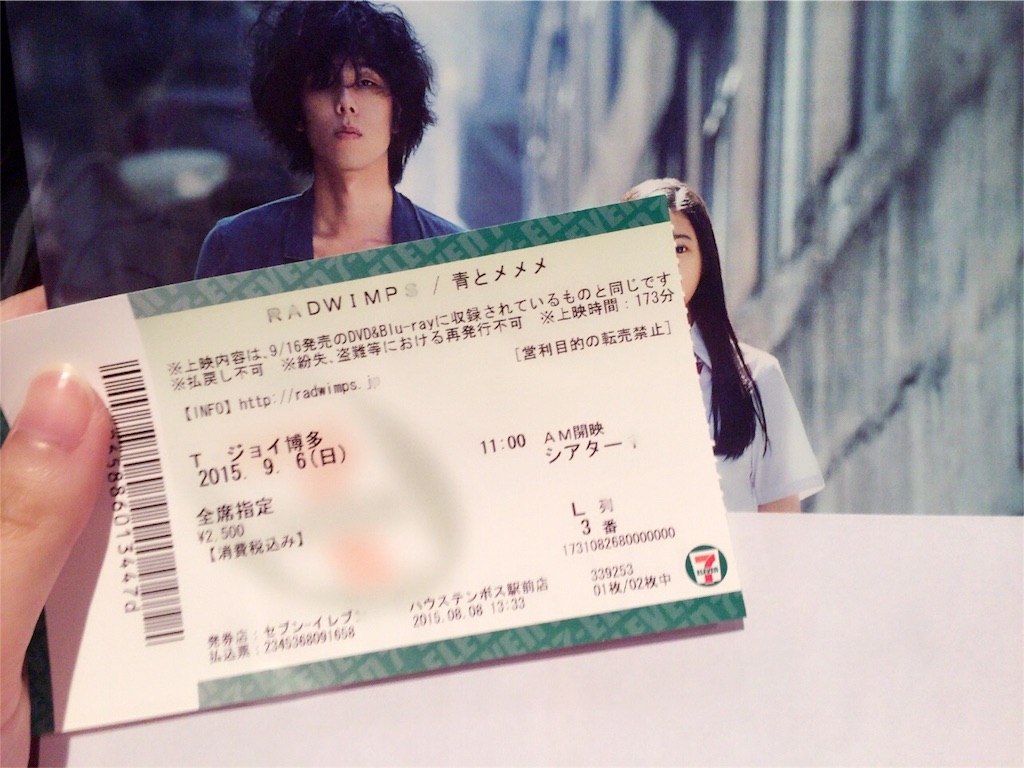 RADWIMPS / 青とメメメ
※上映内容は、9/16発売のDVD&Blu-rayに収録されているものと同じです
※払戻し不可 ※紛失、盗難等における再発行不可 ※上映時間：173分
[営利目的の転売禁止]
【INFO】http://radwimps.jp
T ジョイ博多
2015. 9. 6(日)
11:00 AM開映
シアター
全席指定
¥2,500
【消費税込み】
L 列
3 番
1731082680000000
339253
01枚/02枚中
7 ELEVEN
発券店：セブン-イレブン ハウステンボス駅前店
払込票：2345368091658 2015.08.08 13:33
7-ELEVEN